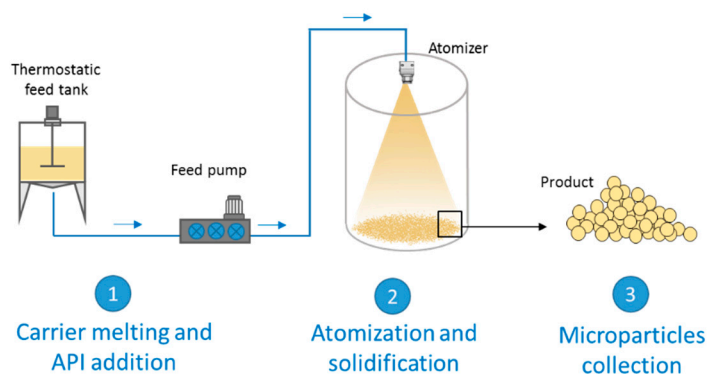 Thermostatic
feed tank
Feed pump
Atomizer
Product
1
Carrier melting and
API addition
2
Atomization and
solidification
3
Microparticles
collection